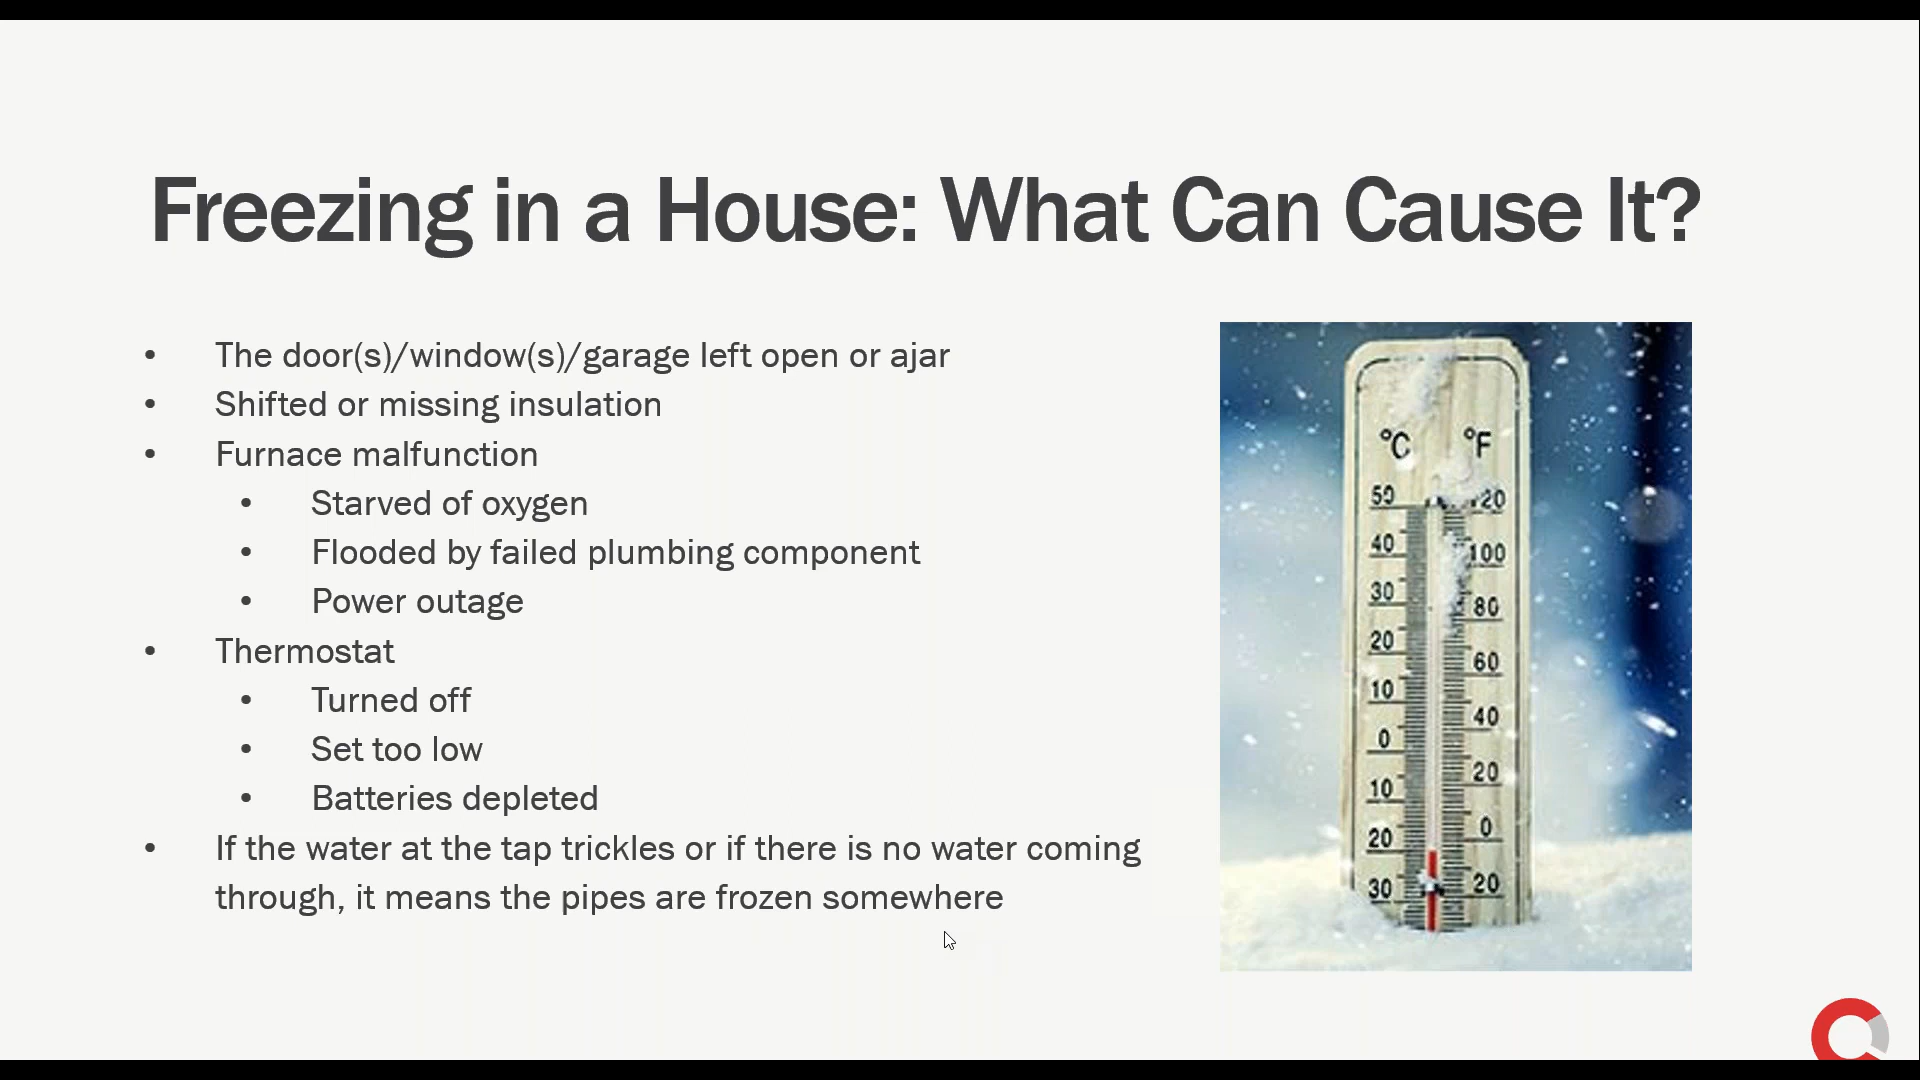 Freezing in a House: What Can Cause It?
• The door(s)/window(s)/garage left open or ajar
• Shifted or missing insulation
• Furnace malfunction
• Starved of oxygen
• Flooded by failed plumbing component
• Power outage
• Thermostat
• Turned off
• Set too low
• Batteries depleted
• If the water at the tap trickles or if there is no water coming
through, it means the pipes are frozen somewhere
°C °F
50 20
40 100
30 80
20 60
10 40
0 20
10 0
20 20
30